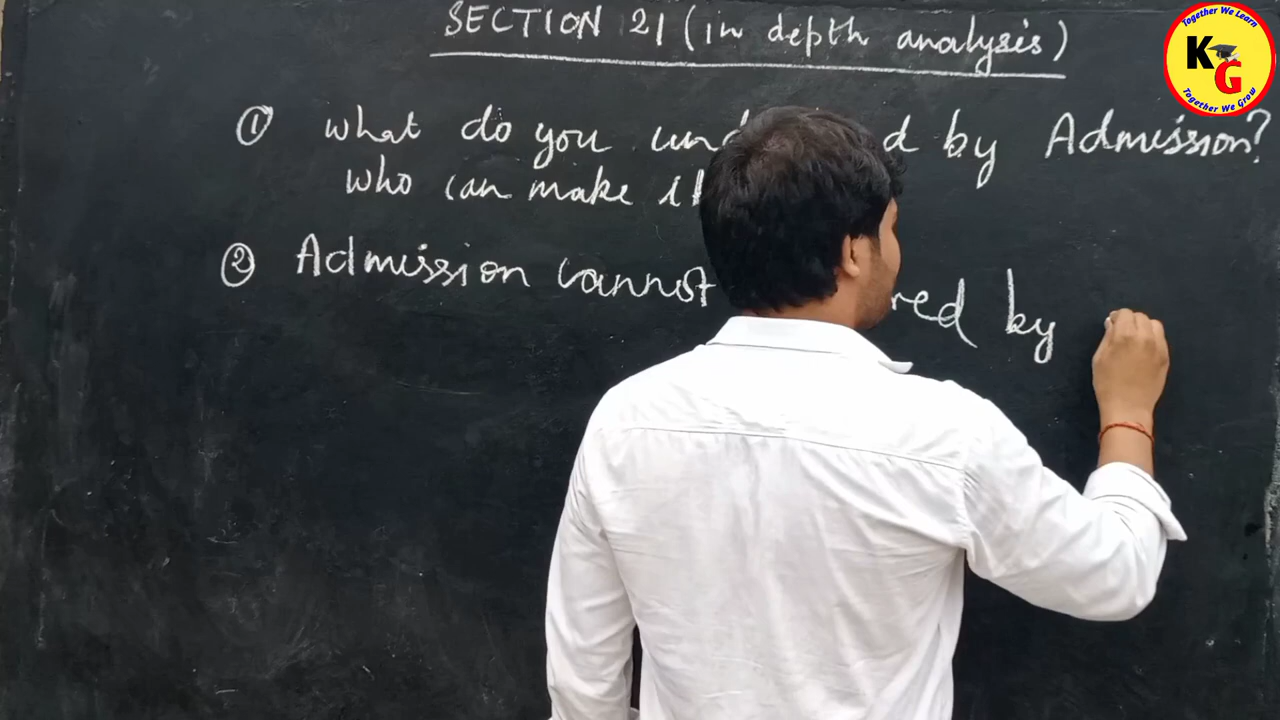 SECTION 21 (in depth analysis)
① What do you und d by Admission?
Who can make it
② Admission cannot red by
Together We Learn
KG
Together We Grow